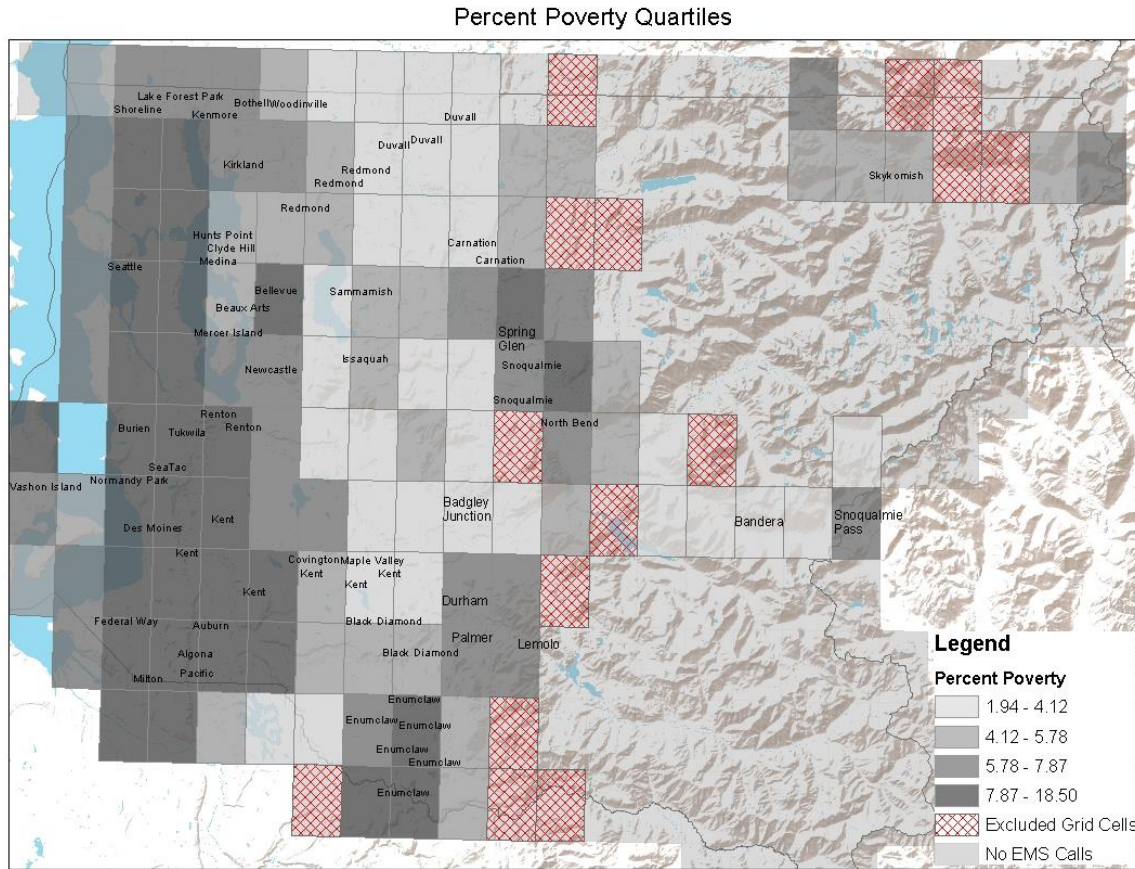 Percent Poverty Quartiles
Lake Forest Park
Shoreline
Kenmore
Bothell
Woodinville
Duvall
Duvall
Duvall
Kirkland
Redmond
Redmond
Skykomish
Redmond
Hunts Point
Clyde Hill
Medina
Carnation
Carnation
Seattle
Bellevue
Sammamish
Beaux Arts
Mercer Island
Spring
Glen
Issaquah
Newcastle
Snoqualmie
Snoqualmie
Renton
Burien
Tukwila
Renton
North Bend
SeaTac
Normandy Park
Vashon Island
Badgley
Junction
Des Moines
Kent
Bandera
Snoqualmie
Pass
Kent
Covington
Maple Valley
Kent
Kent
Kent
Kent
Durham
Federal Way
Auburn
Black Diamond
Palmer
Lemolo
Algona
Black Diamond
Pacific
Milton
Enumclaw
Enumclaw
Enumclaw
Enumclaw
Enumclaw
Enumclaw
Legend
Percent Poverty
1.94 - 4.12
4.12 - 5.78
5.78 - 7.87
7.87 - 18.50
Excluded Grid Cells
No EMS Calls